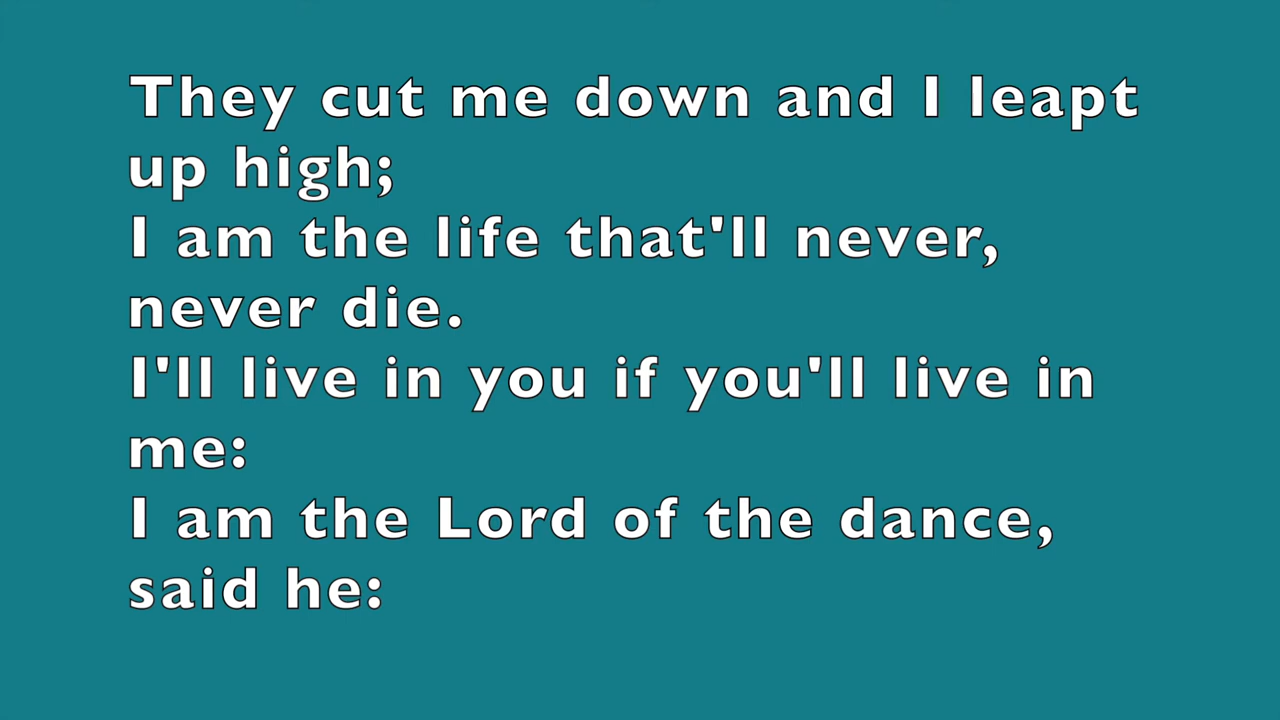 They cut me down and I leapt
up high;
I am the life that'll never,
never die.
I'll live in you if you'll live in
me:
I am the Lord of the dance,
said he: